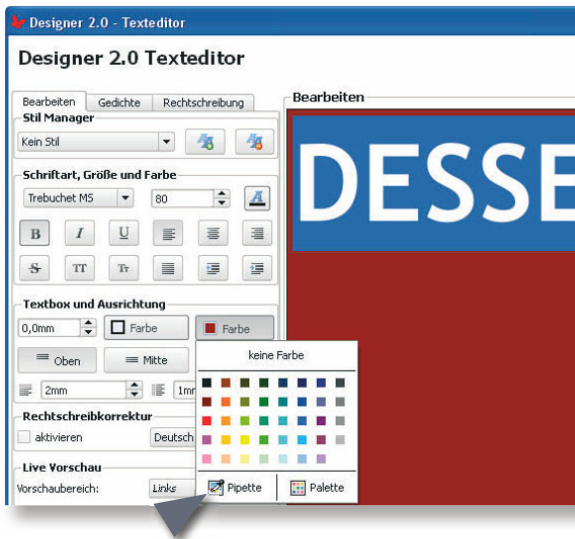 Designer 2.0 - Texteditor
Designer 2.0 Texteditor
Bearbeiten Gedichte Rechtschreibung
Stil Manager
Kein Stil
Schriftart, Größe und Farbe
Trebuchet MS 80 A
B I U
S TT Tr
Textbox und Ausrichtung
0,0mm Farbe Farbe
Oben Mitte
2mm 1m
Rechtschreibkorrektur
aktivieren Deutsch
Live Vorschau
Vorschaubereich: Links
keine Farbe
Pipette Palette
Bearbeiten
DESSE